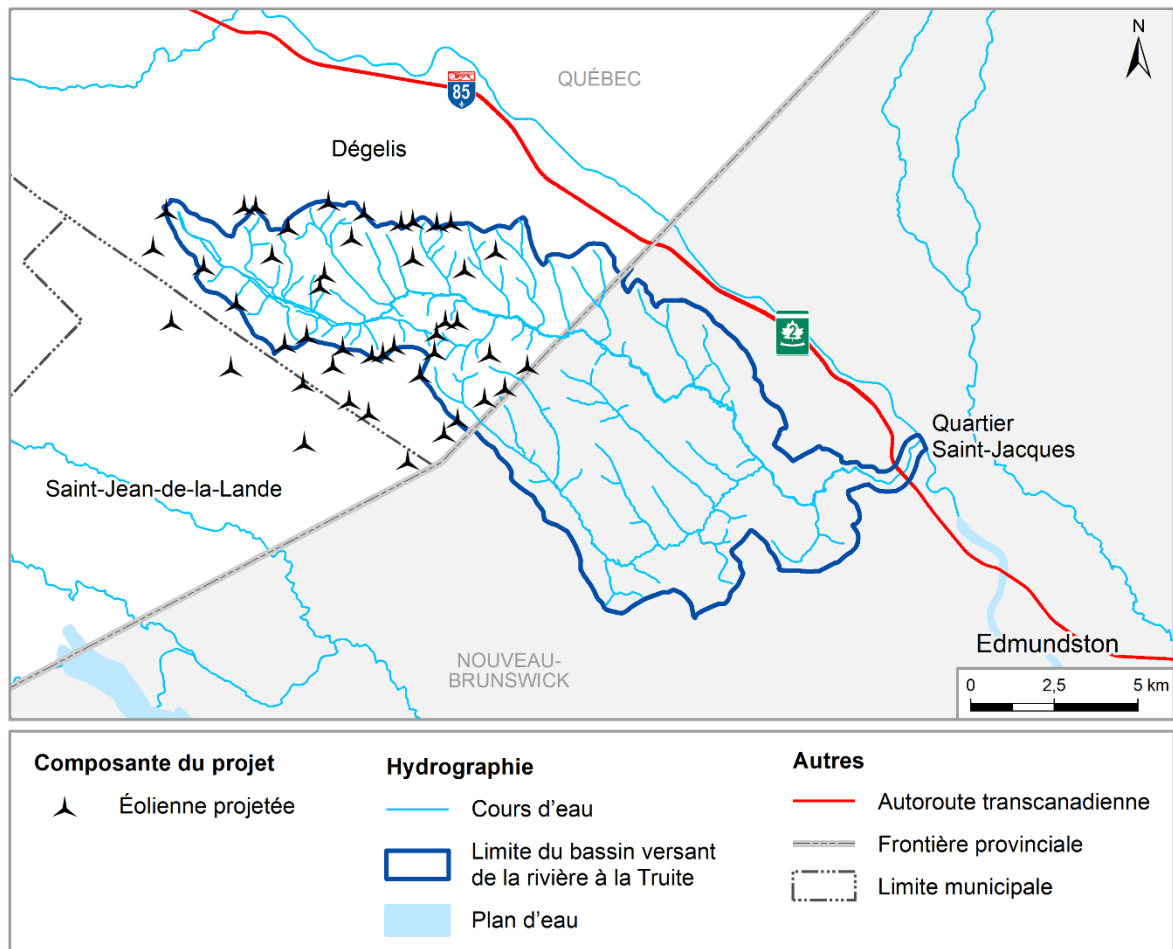 N
QUÉBEC
85
Dégelis
2
Quartier
Saint-Jacques
Saint-Jean-de-la-Lande
Edmundston
NOUVEAU-
BRUNSWICK
0 2,5 5 km
Composante du projet
Éolienne projetée
Hydrographie
Cours d'eau
Limite du bassin versant
de la rivière à la Truite
Plan d'eau
Autres
Autoroute transcanadienne
Frontière provinciale
Limite municipale